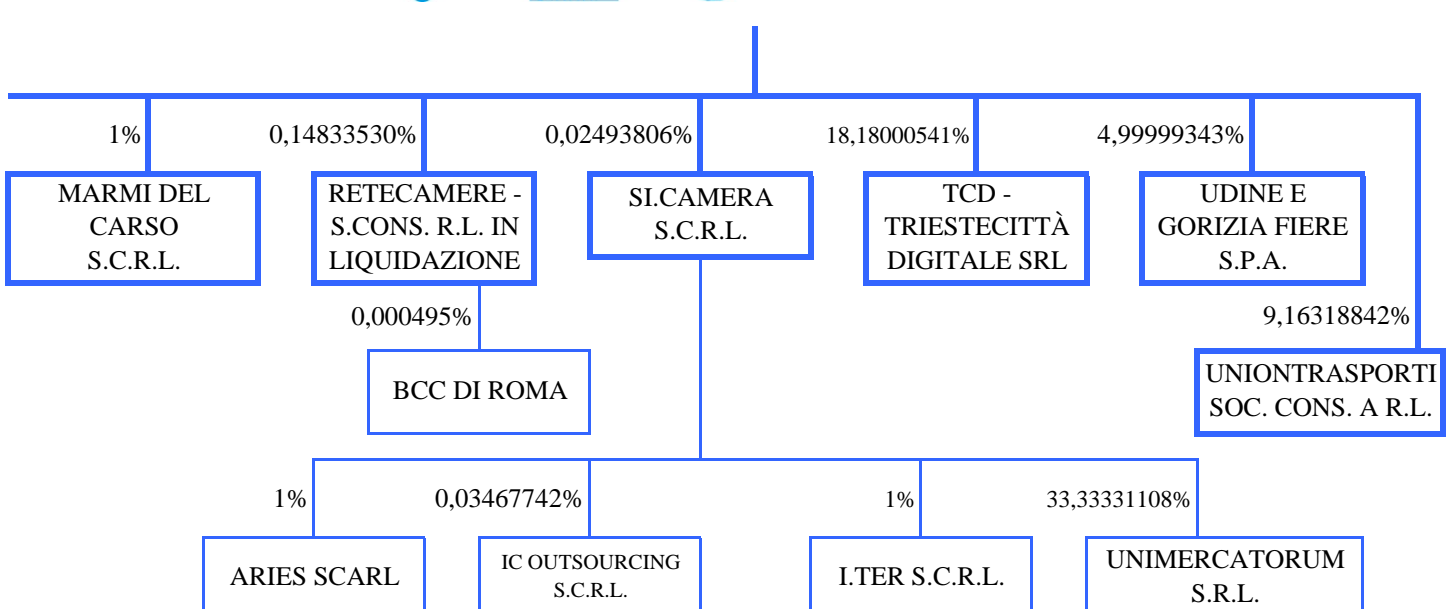 1%
0,14833530%
0,02493806%
18,18000541%
4,99999343%
MARMI DEL
CARSO
S.C.R.L.
RETECAMERE -
S.CONS. R.L. IN
LIQUIDAZIONE
SI.CAMERA
S.C.R.L.
TCD -
TRIESTECITTÀ
DIGITALE SRL
UDINE E
GORIZIA FIERE
S.P.A.
0,000495%
9,16318842%
BCC DI ROMA
UNIONTRASPORTI
SOC. CONS. A R.L.
1%
0,03467742%
1%
33,33331108%
ARIES SCARL
IC OUTSOURCING
S.C.R.L.
I.TER S.C.R.L.
UNIMERCATORUM
S.R.L.